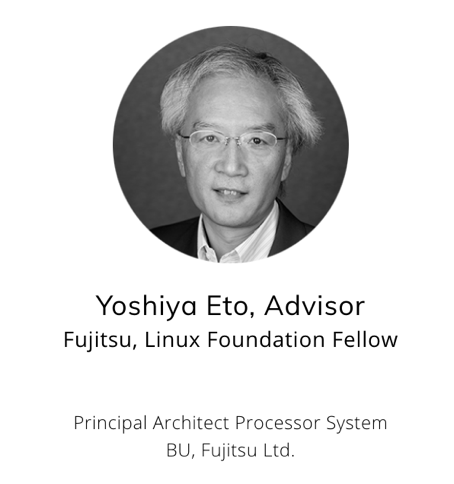 Yoshiya Eto, Advisor
Fujitsu, Linux Foundation Fellow
Principal Architect Processor System
BU, Fujitsu Ltd.